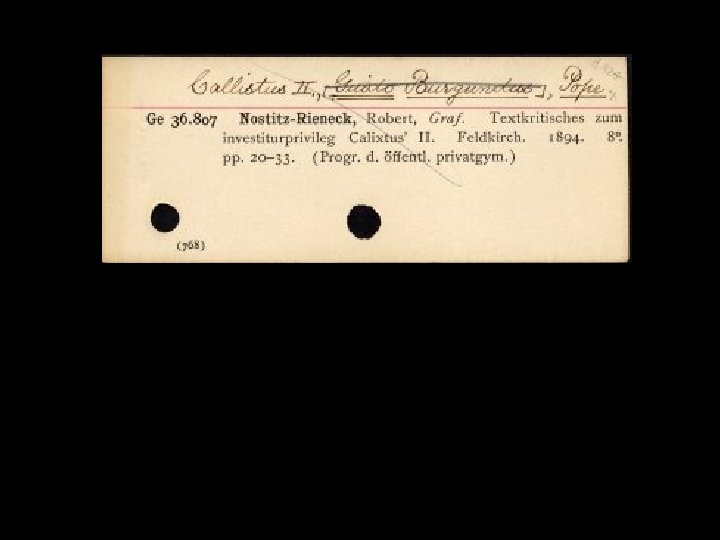 Callistus II., [Guido Burgundus], Pope
Ge 36.807 Nostitz-Rieneck, Robert, Graf. Textkritisches zum
investiturprivileg Calixtus' II. Feldkirch. 1894. 8º.
pp. 20–33. (Progr. d. öffentl. privatgym.)
(768)